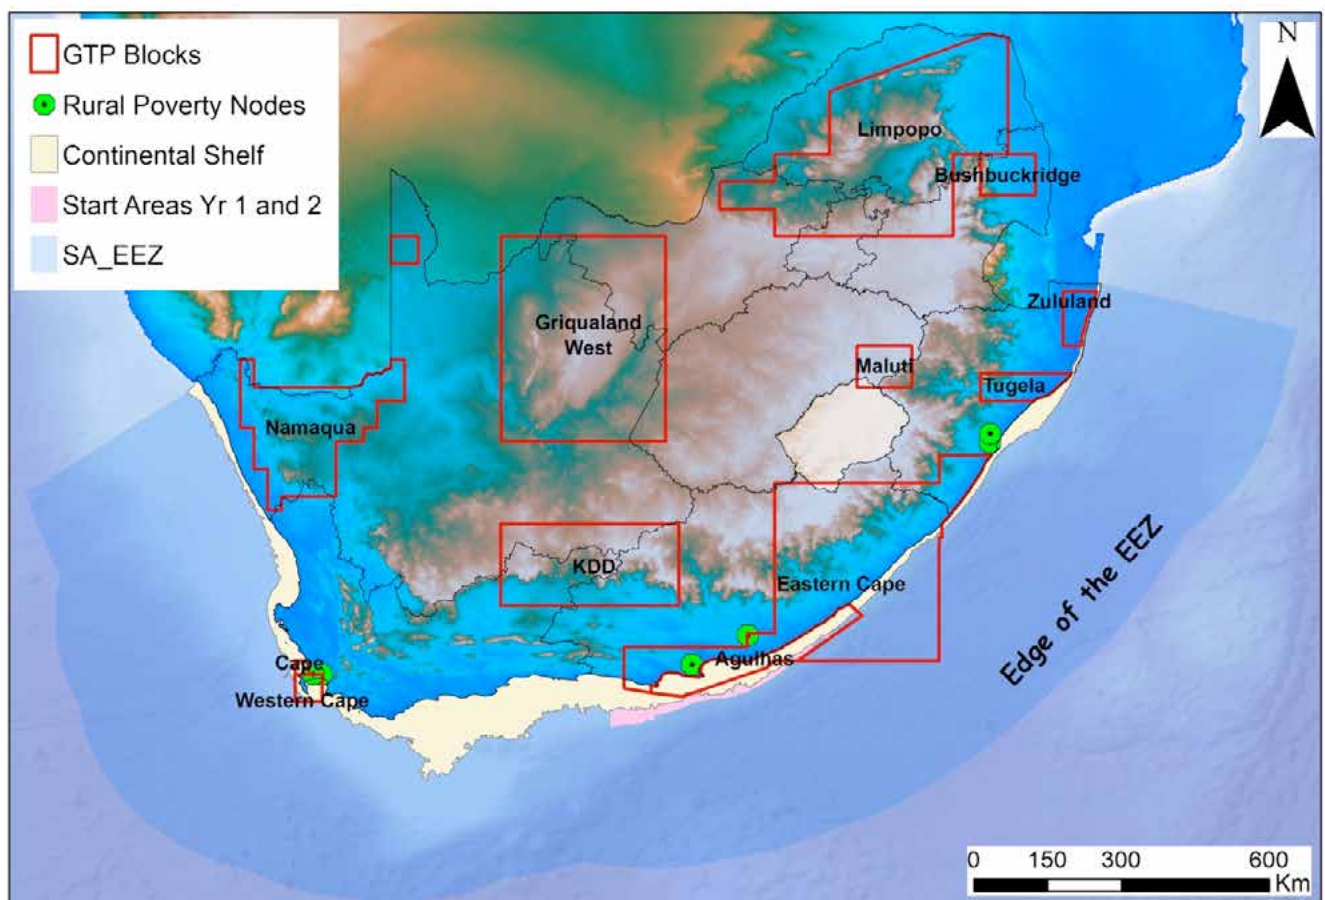 GTP Blocks
Rural Poverty Nodes
Continental Shelf
Start Areas Yr 1 and 2
SA_EEZ
N
Limpopo
Bushbuckridge
Zululand
Griqualand
West
Maluti
Tugela
Namaqua
KDD
Eastern Cape
Agulhas
Cape
Western Cape
Edge of the EEZ
0 150 300 600
Km